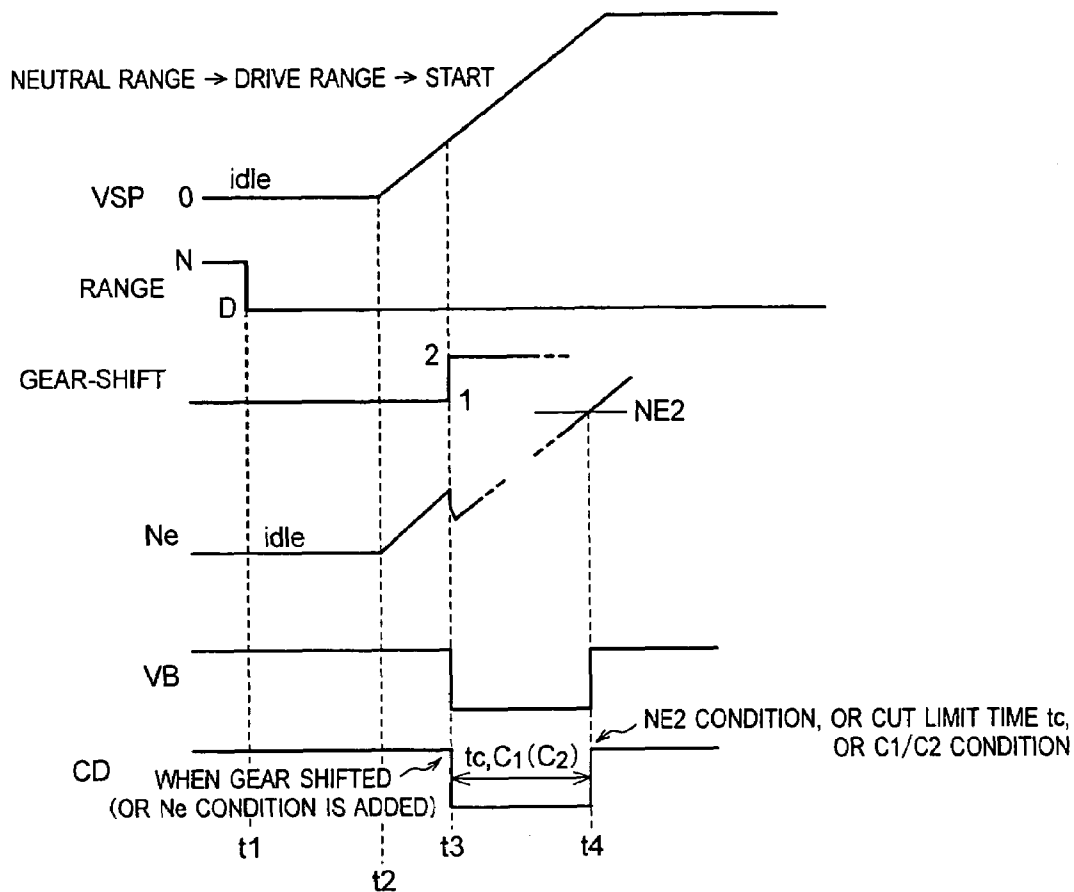 NEUTRAL RANGE → DRIVE RANGE → START
VSP 0 idle
RANGE N
D
GEAR-SHIFT 2
1
NE2
Ne idle
VB
NE2 CONDITION, OR CUT LIMIT TIME tc,
OR C1/C2 CONDITION
CD
WHEN GEAR SHIFTED
(OR Ne CONDITION IS ADDED)
tc, C1 (C2)
t1
t2
t3
t4